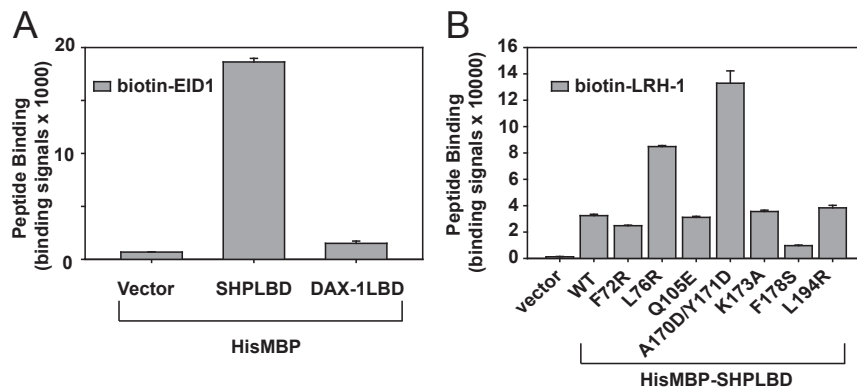 A
Peptide Binding
(binding signals x 1000)
20
10
0
biotin-EID1
Vector
SHPLBD
DAX-1LBD
HisMBP
B
Peptide Binding
(binding signals x 10000)
16
14
12
10
8
6
4
2
0
biotin-LRH-1
vector
WT
F72R
L76R
Q105E
A170D/Y171D
K173A
F178S
L194R
HisMBP-SHPLBD